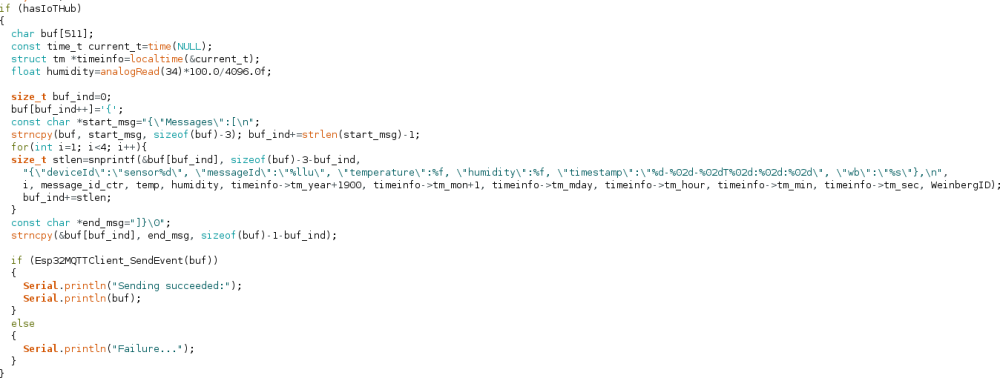 if (hasIoTHub)
{
  char buf[511];
  const time_t current_t=time(NULL);
  struct tm *timeinfo=localtime(&current_t);
  float humidity=analogRead(34)*100.0/4096.0f;

  size_t buf_ind=0;
  buf[buf_ind++]='{';
  const char *start_msg="{\"Messages\":[\n";
  strncpy(buf, start_msg, sizeof(buf)-3); buf_ind+=strlen(start_msg)-1;
  for(int i=1; i<4; i++){
  size_t stlen=snprintf(&buf[buf_ind], sizeof(buf)-3-buf_ind,
    "{\"deviceId\":\"sensor%d\", \"messageId\":\"%llu\", \"temperature\":%f, \"humidity\":%f, \"timestamp\":\"%d-%02d-%02dT%02d:%02d:%02d\", \"wb\":\"%s\"},\n",
    i, message_id_ctr, temp, humidity, timeinfo->tm_year+1900, timeinfo->tm_mon+1, timeinfo->tm_mday, timeinfo->tm_hour, timeinfo->tm_min, timeinfo->tm_sec, WeinbergID);
    buf_ind+=stlen;
  }
  const char *end_msg="]}\0";
  strncpy(&buf[buf_ind], end_msg, sizeof(buf)-1-buf_ind);

  if (Esp32MQTTClient_SendEvent(buf))
  {
    Serial.println("Sending succeeded:");
    Serial.println(buf);
  }
  else
  {
    Serial.println("Failure...");
  }
}